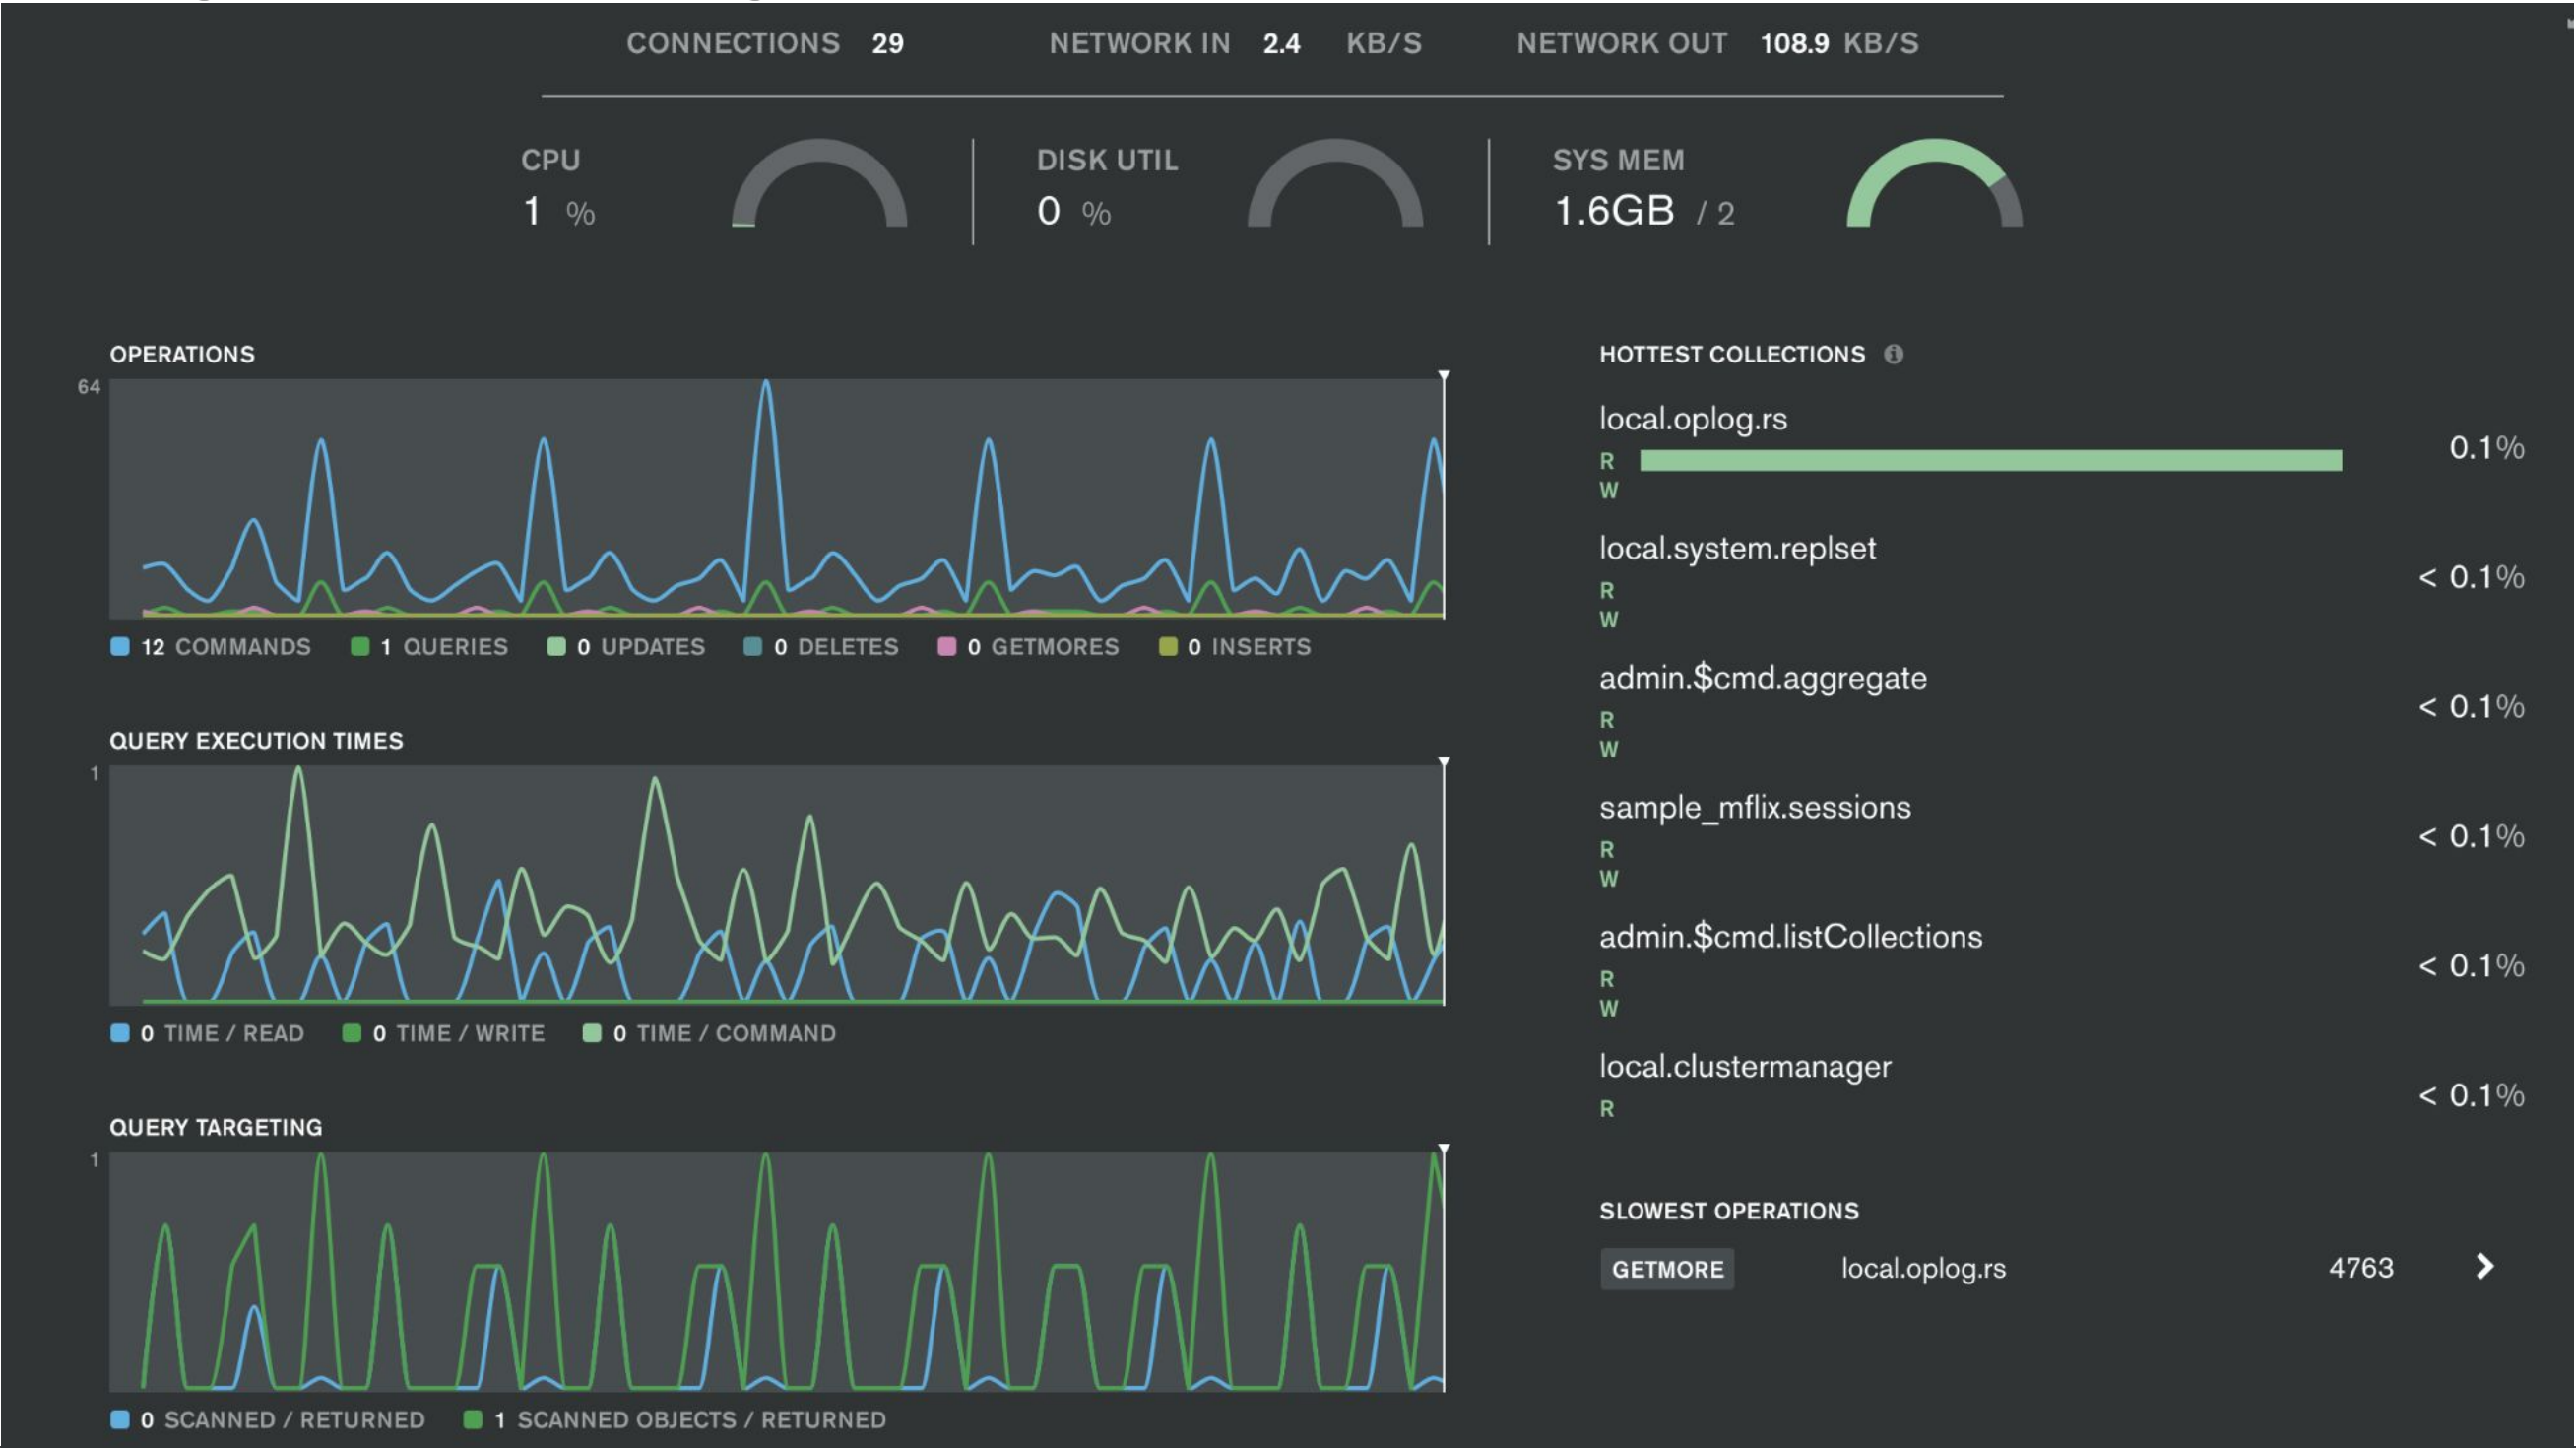 CONNECTIONS 29 NETWORK IN 2.4 KB/S NETWORK OUT 108.9 KB/S
CPU
1 %
DISK UTIL
0 %
SYS MEM
1.6GB / 2
OPERATIONS
64
12 COMMANDS 1 QUERIES 0 UPDATES 0 DELETES 0 GETMORES 0 INSERTS
QUERY EXECUTION TIMES
1
0 TIME / READ 0 TIME / WRITE 0 TIME / COMMAND
QUERY TARGETING
1
0 SCANNED / RETURNED 1 SCANNED OBJECTS / RETURNED
HOTTEST COLLECTIONS
local.oplog.rs
R
W
0.1%
local.system.replset
R
W
< 0.1%
admin.$cmd.aggregate
R
W
< 0.1%
sample_mflix.sessions
R
W
< 0.1%
admin.$cmd.listCollections
R
W
< 0.1%
local.clustermanager
R
< 0.1%
SLOWEST OPERATIONS
GETMORE local.oplog.rs 4763